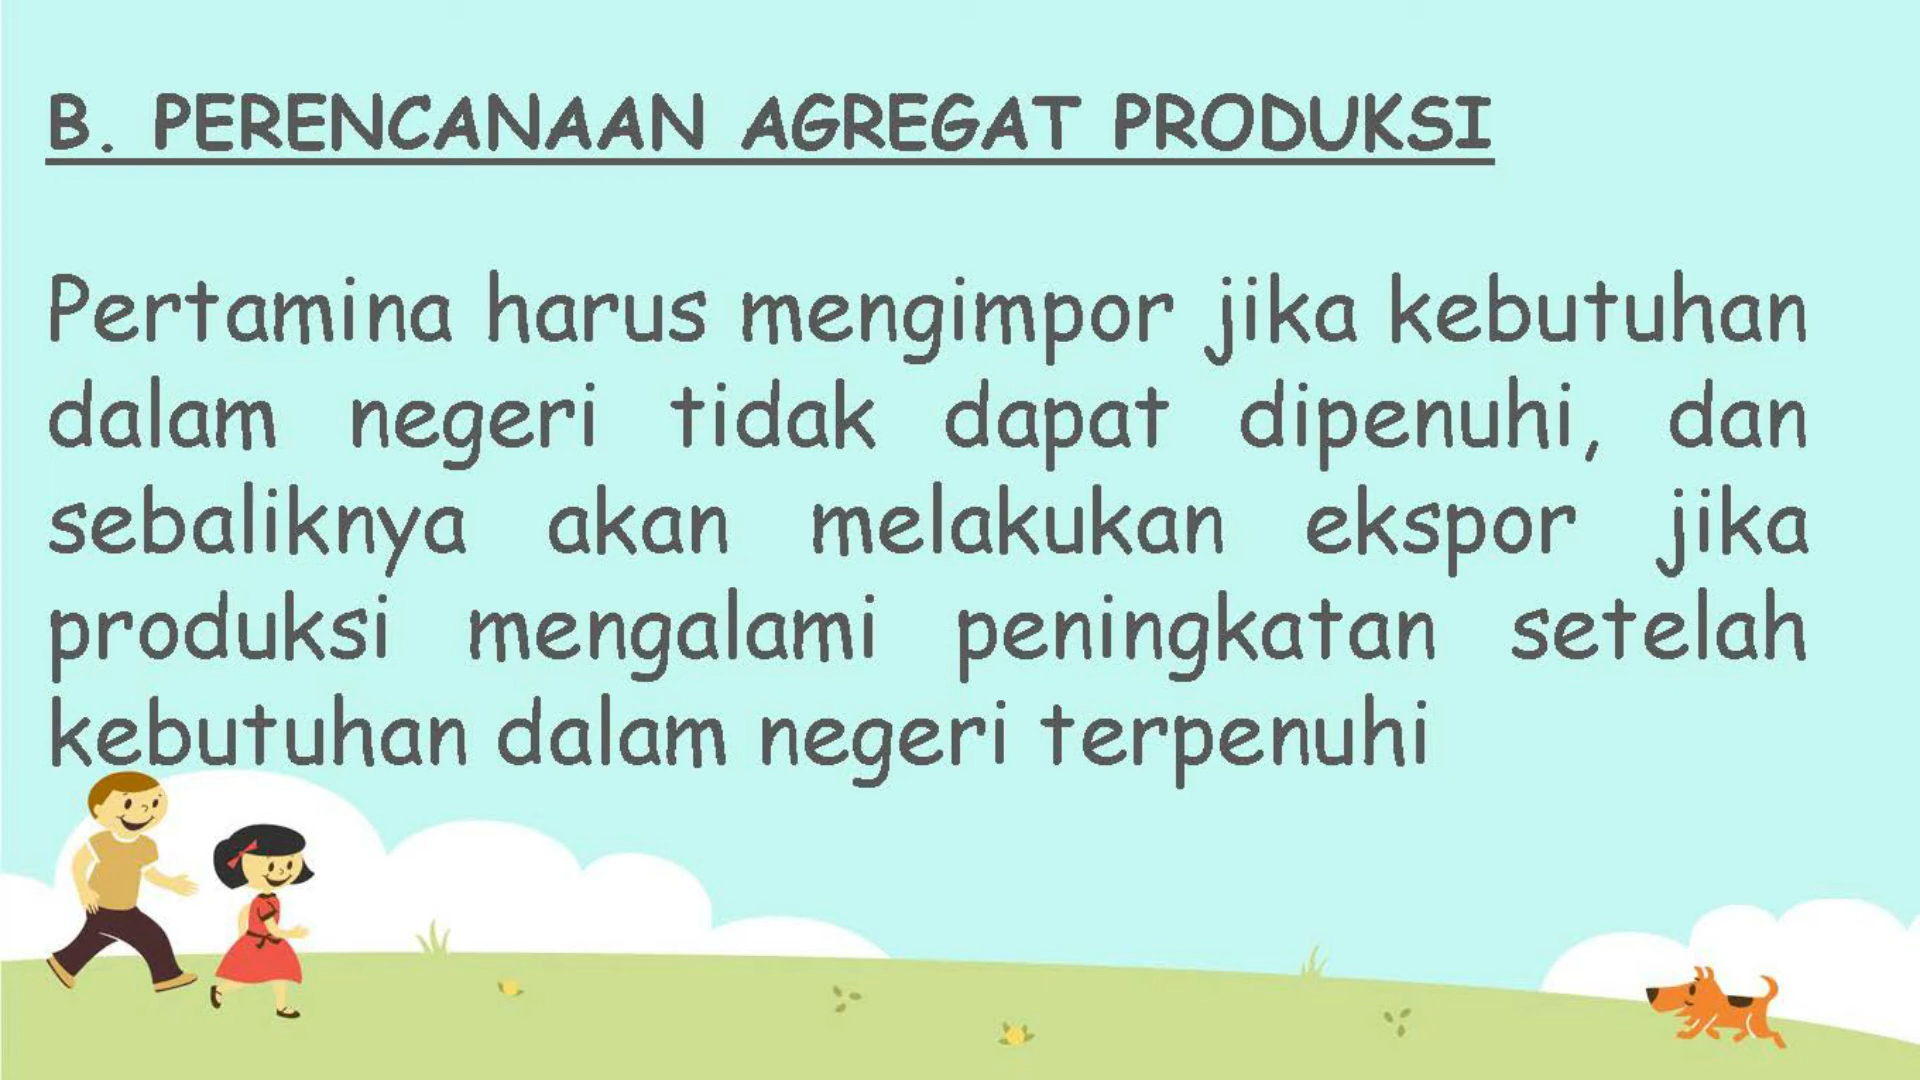 B. PERENCANAAN AGREGAT PRODUKSI
Pertamina harus mengimpor jika kebutuhan
dalam negeri tidak dapat dipenuhi, dan
sebaliknya akan melakukan ekspor jika
produksi mengalami peningkatan setelah
kebutuhan dalam negeri terpenuhi